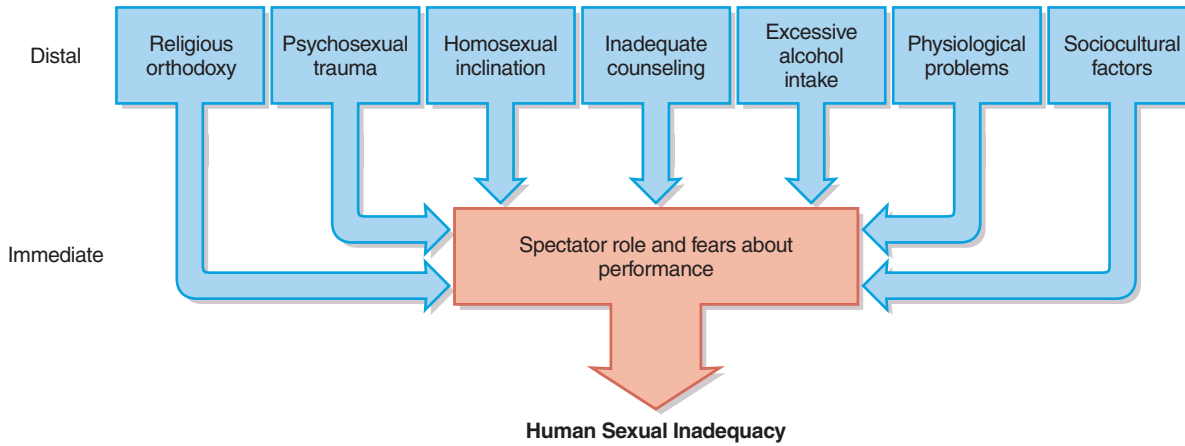 Distal
Religious
orthodoxy
Psychosexual
trauma
Homosexual
inclination
Inadequate
counseling
Excessive
alcohol
intake
Physiological
problems
Sociocultural
factors
Immediate
Spectator role and fears about
performance
Human Sexual Inadequacy